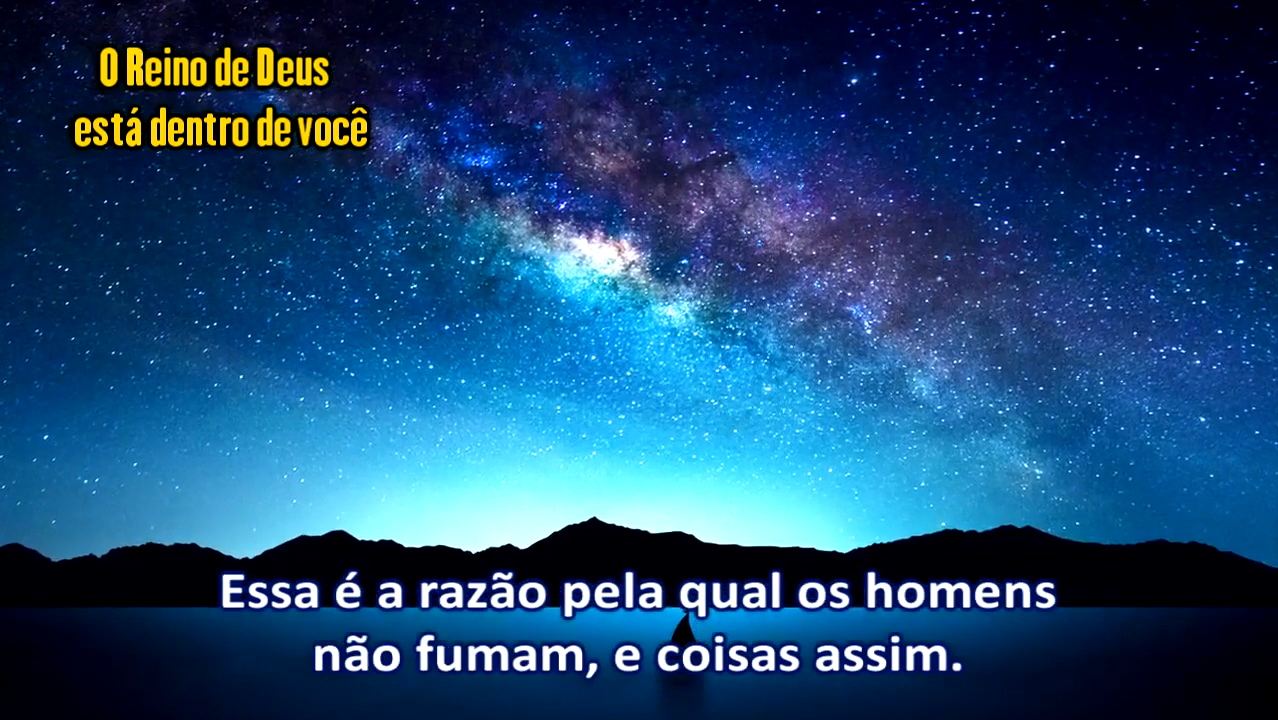 O Reino de Deus
está dentro de você
Essa é a razão pela qual os homens
não fumam, e coisas assim.